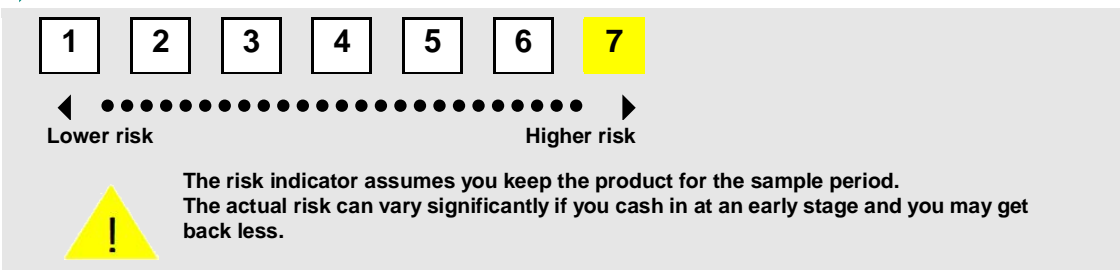 1 2 3 4 5 6 7
Lower risk Higher risk
The risk indicator assumes you keep the product for the sample period.
The actual risk can vary significantly if you cash in at an early stage and you may get
back less.
!